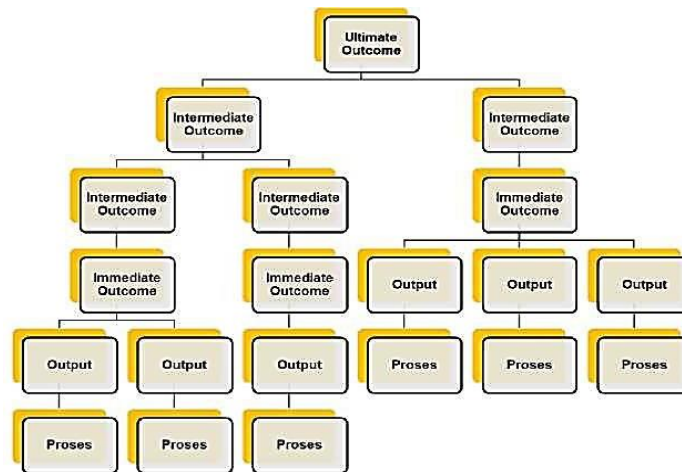 Ultimate
Outcome
Intermediate
Outcome
Intermediate
Outcome
Intermediate
Outcome
Intermediate
Outcome
Immediate
Outcome
Immediate
Outcome
Immediate
Outcome
Output
Output
Output
Output
Output
Output
Proses
Proses
Proses
Proses
Proses
Proses